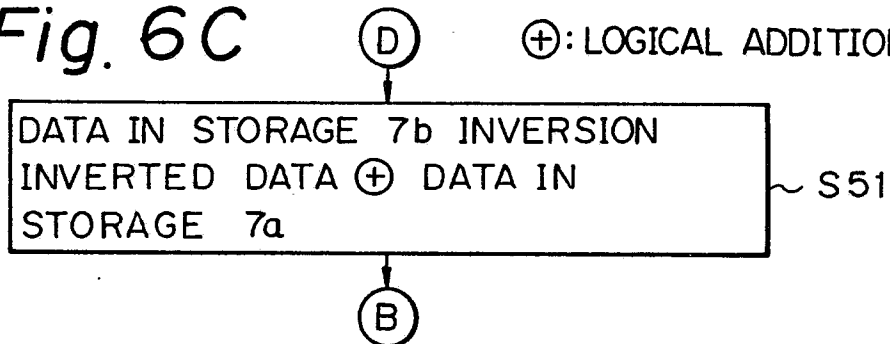 Fig. 6C
D
⊕: LOGICAL ADDITION
DATA IN STORAGE 7b INVERSION
INVERTED DATA ⊕ DATA IN
STORAGE 7a
~ S51
B